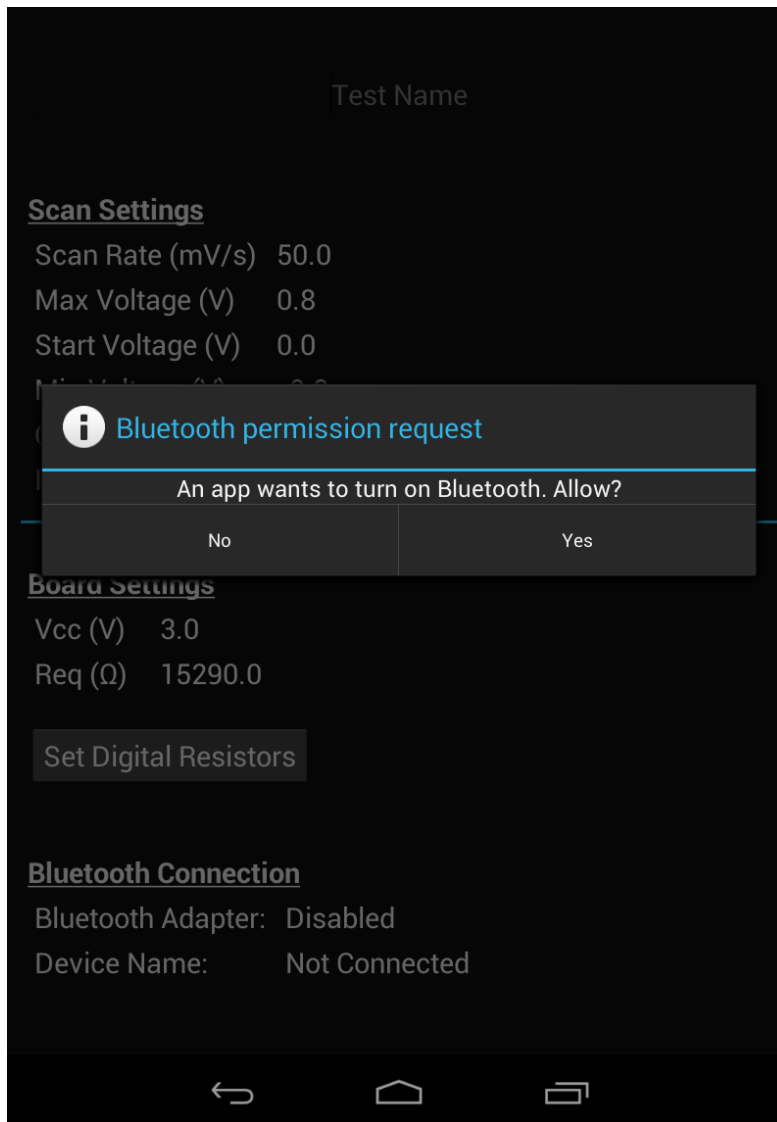 Test Name
Scan Settings
Scan Rate (mV/s) 50.0
Max Voltage (V) 0.8
Start Voltage (V) 0.0
Bluetooth permission request
An app wants to turn on Bluetooth. Allow?
No Yes
Board Settings
Vcc (V) 3.0
Req (Ω) 15290.0
Set Digital Resistors
Bluetooth Connection
Bluetooth Adapter: Disabled
Device Name: Not Connected